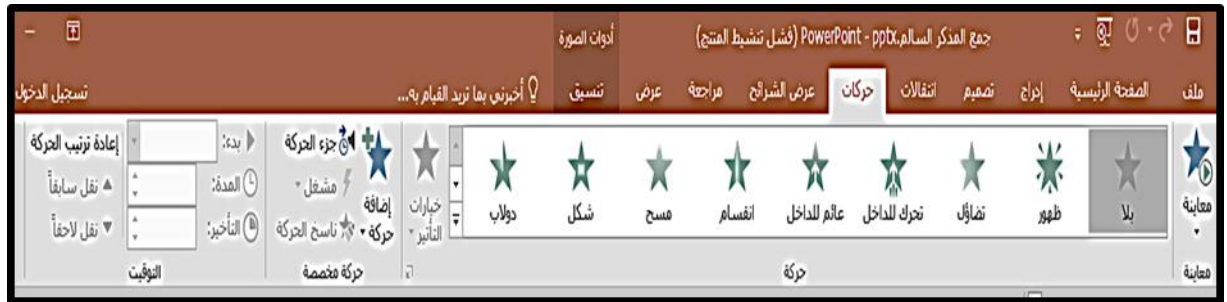 جمع المذكر السالم.pptx - PowerPoint (فشل تنشيط المنتج)
أدوات الصورة
ملف الصفحة الرئيسية إدراج تصميم انتقالات حركات عرض الشرائح مراجعة عرض تنسيق أخبرني بما تريد القيام به... تسجيل الدخول
معاينة
معاينة
بلا ظهور تضاؤل تحرك للداخل عائم للداخل انقسام مسح شكل دولاب
حركة
خيارات التأثير
إضافة حركة
جزء الحركة
مشغل
ناسخ الحركة
حركة مخصصة
بدء:
المدة:
التأخير:
إعادة ترتيب الحركة
نقل سابقاً
نقل لاحقاً
التوقيت